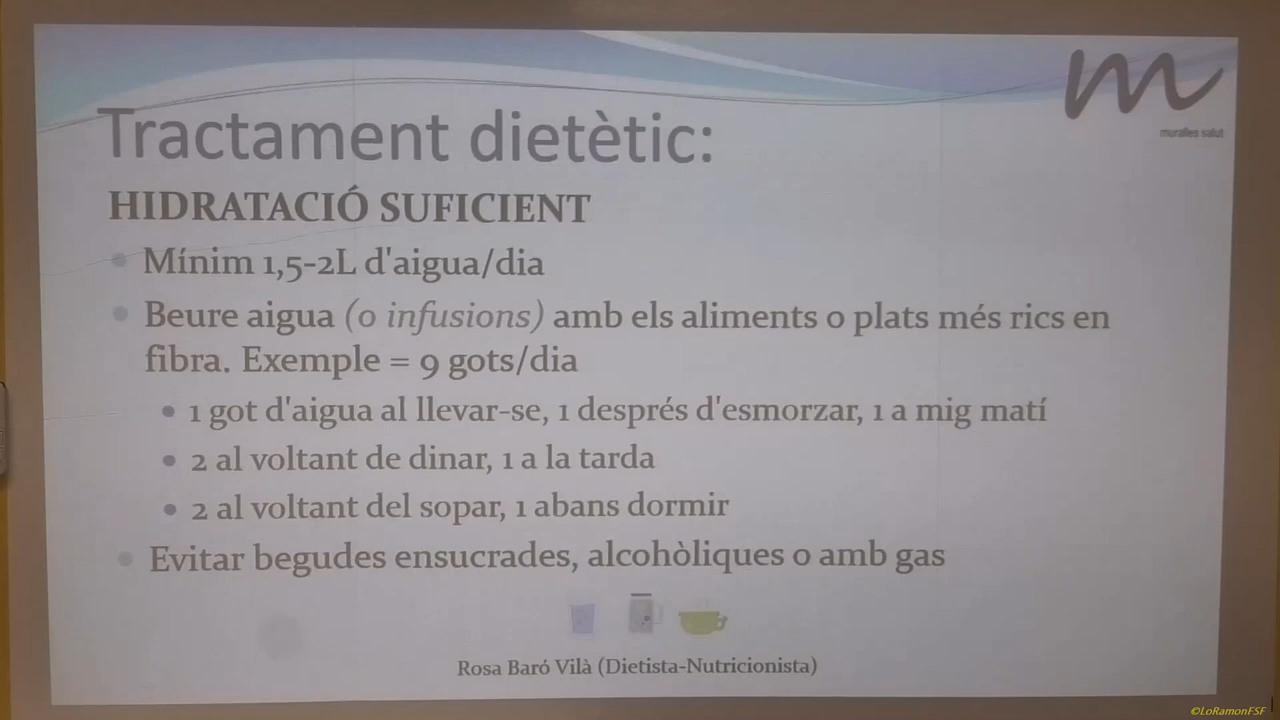 muralles salut
Tractament dietètic:
HIDRATACIÓ SUFICIENT
Mínim 1,5-2L d'aigua/dia
Beure aigua (o infusions) amb els aliments o plats més rics en
fibra. Exemple = 9 gots/dia
1 got d'aigua al llevar-se, 1 després d'esmorzar, 1 a mig matí
2 al voltant de dinar, 1 a la tarda
2 al voltant del sopar, 1 abans dormir
Evitar begudes ensucrades, alcohòliques o amb gas
Rosa Baró Vilà (Dietista-Nutricionista)
©LoRamonFSF